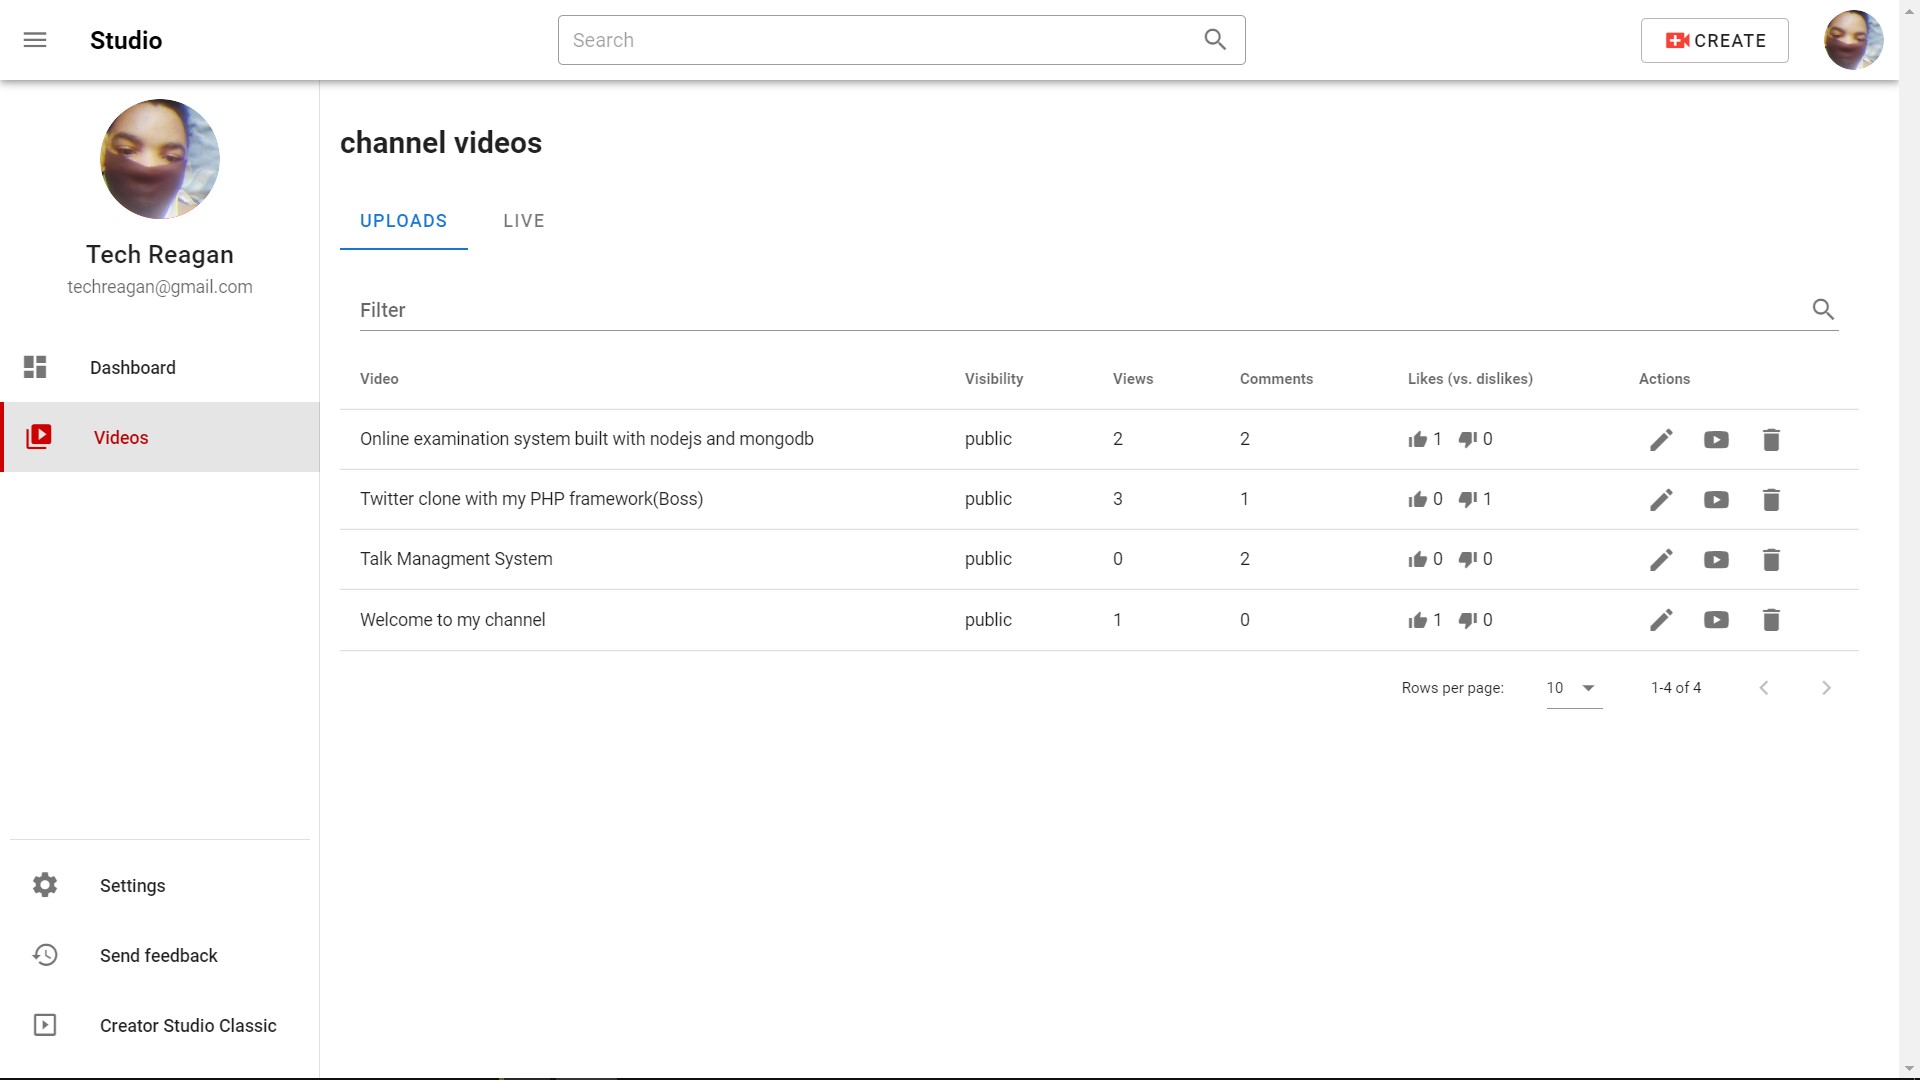 Studio
Search
CREATE
Tech Reagan
techreagan@gmail.com
Dashboard
Videos
Settings
Send feedback
Creator Studio Classic
channel videos
UPLOADS LIVE
Filter
Video Visibility Views Comments Likes (vs. dislikes) Actions
Online examination system built with nodejs and mongodb public 2 2 1 0
Twitter clone with my PHP framework(Boss) public 3 1 0 1
Talk Managment System public 0 2 0 0
Welcome to my channel public 1 0 1 0
Rows per page: 10 1-4 of 4